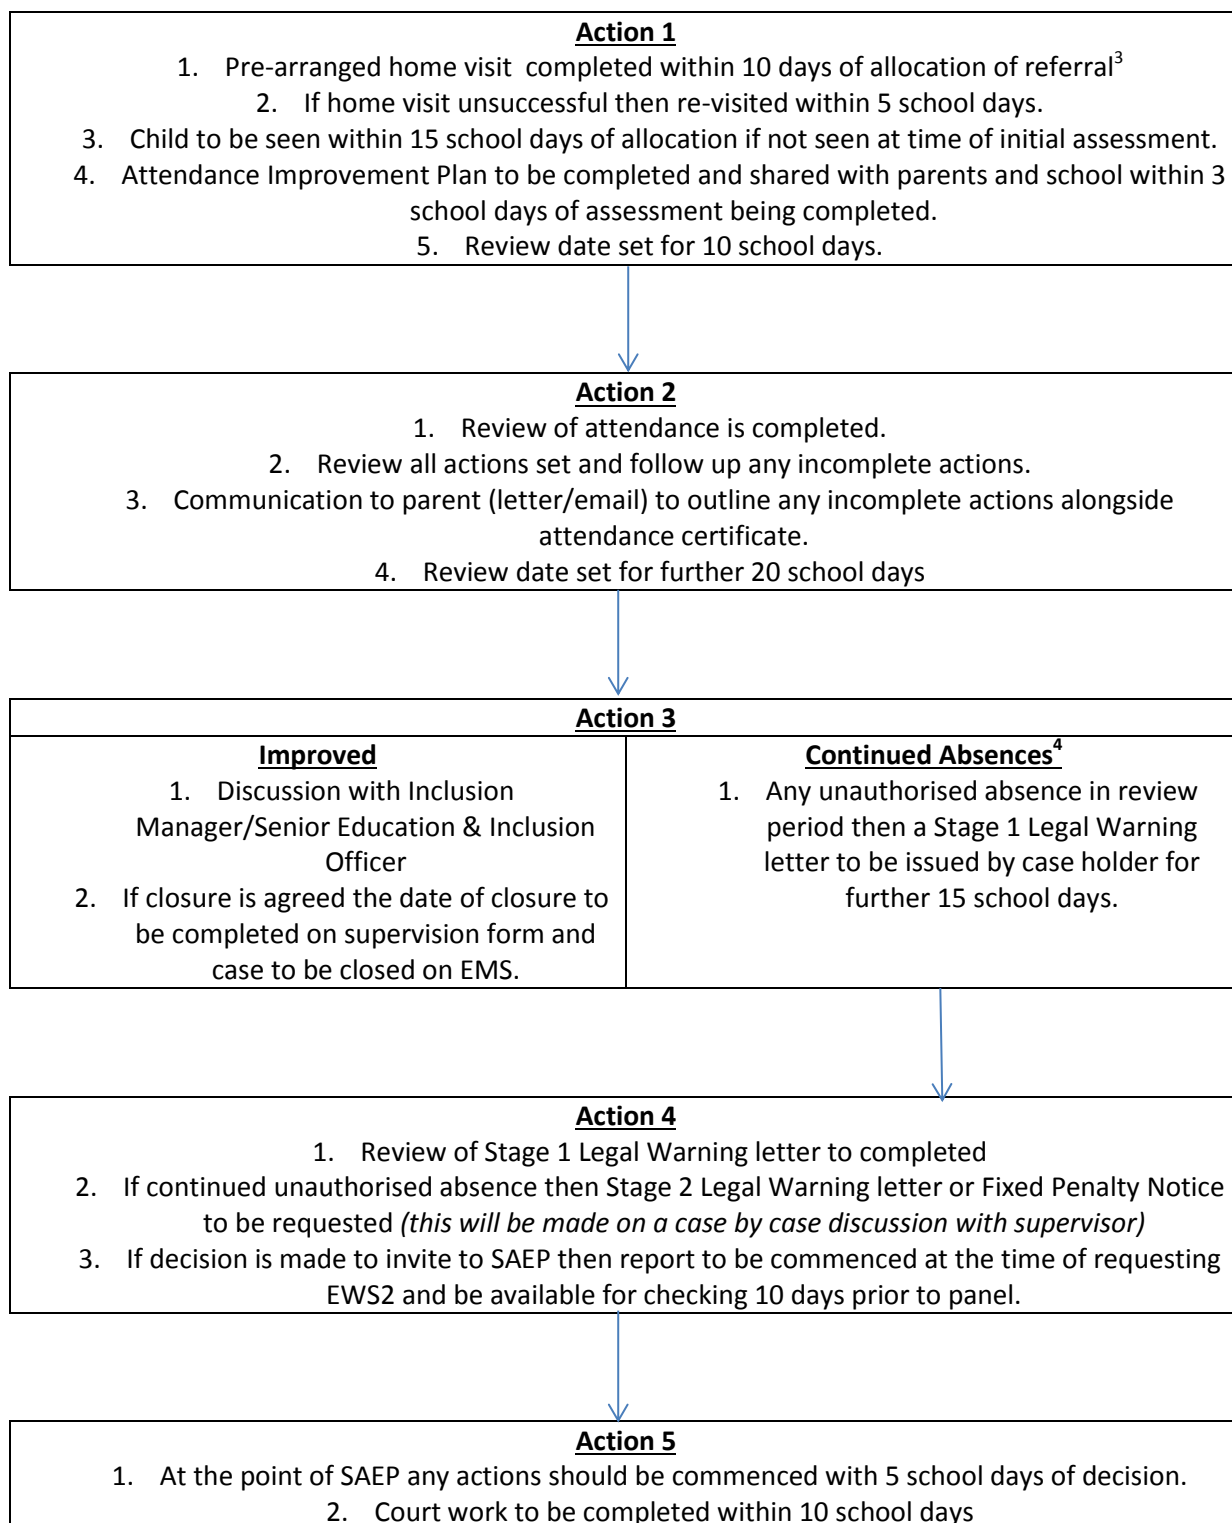 Action 1
1. Pre-arranged home visit completed within 10 days of allocation of referral3
2. If home visit unsuccessful then re-visited within 5 school days.
3. Child to be seen within 15 school days of allocation if not seen at time of initial assessment.
4. Attendance Improvement Plan to be completed and shared with parents and school within 3
school days of assessment being completed.
5. Review date set for 10 school days.
Action 2
1. Review of attendance is completed.
2. Review all actions set and follow up any incomplete actions.
3. Communication to parent (letter/email) to outline any incomplete actions alongside
attendance certificate.
4. Review date set for further 20 school days
Action 3
Improved
1. Discussion with Inclusion
Manager/Senior Education & Inclusion
Officer
2. If closure is agreed the date of closure to
be completed on supervision form and
case to be closed on EMS.
Continued Absences4
1. Any unauthorised absence in review
period then a Stage 1 Legal Warning
letter to be issued by case holder for
further 15 school days.
Action 4
1. Review of Stage 1 Legal Warning letter to completed
2. If continued unauthorised absence then Stage 2 Legal Warning letter or Fixed Penalty Notice
to be requested (this will be made on a case by case discussion with supervisor)
3. If decision is made to invite to SAEP then report to be commenced at the time of requesting
EWS2 and be available for checking 10 days prior to panel.
Action 5
1. At the point of SAEP any actions should be commenced with 5 school days of decision.
2. Court work to be completed within 10 school days